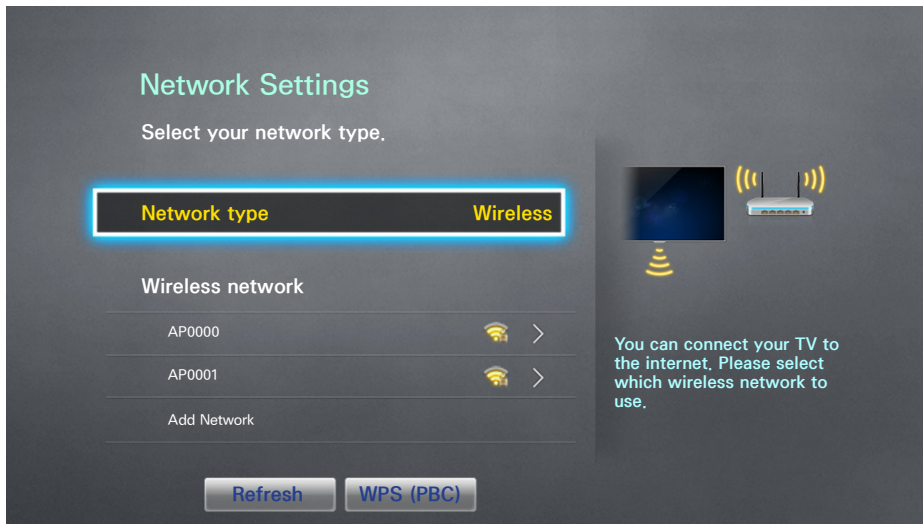 Network Settings
Select your network type.
Network type Wireless
Wireless network
AP0000
AP0001
Add Network
Refresh WPS (PBC)
You can connect your TV to
the internet. Please select
which wireless network to
use.